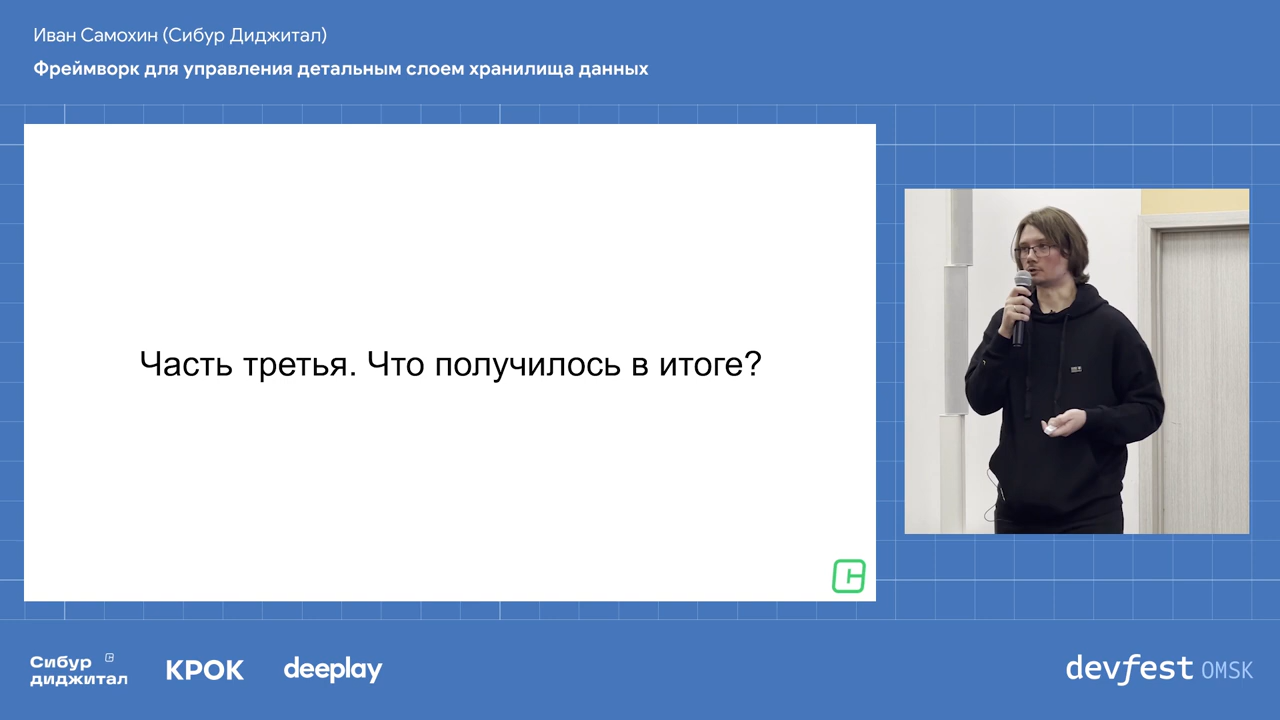 Иван Самохин (Сибур Диджитал)
Фреймворк для управления детальным слоем хранилища данных
Часть третья. Что получилось в итоге?
Сибур
диджитал
КРОК
deeplay
devfest OMSK